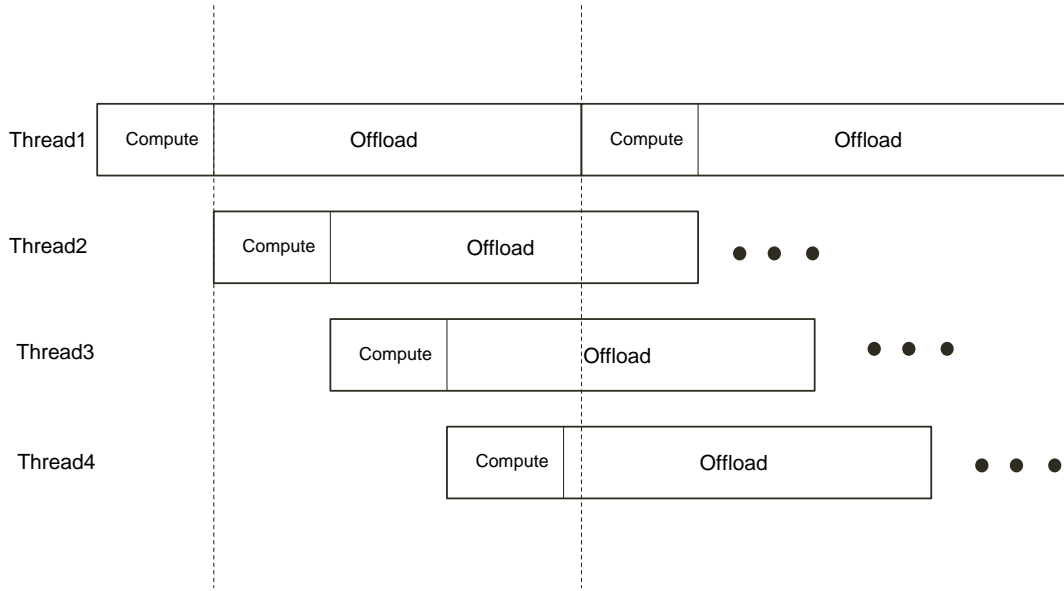 Thread1 Compute Offload Compute Offload
Thread2 Compute Offload
Thread3 Compute Offload
Thread4 Compute Offload